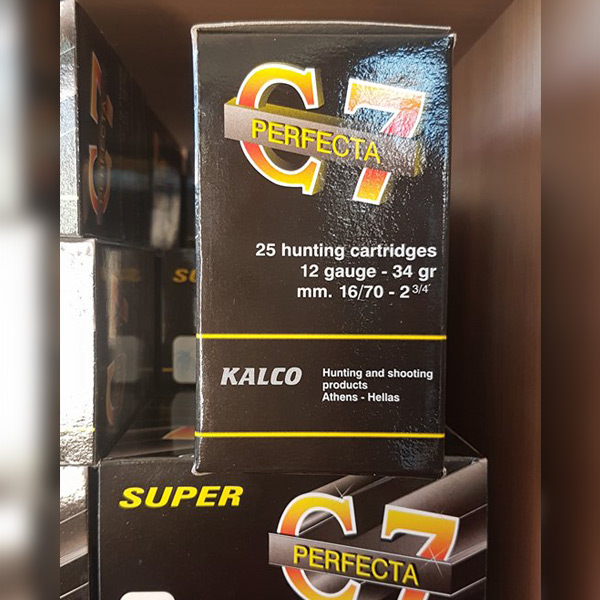 C7
PERFECTA
25 hunting cartridges
12 gauge - 34 gr
mm. 16/70 - 2 3/4"
KALCO
Hunting and shooting
products
Athens - Hellas
SUPER
C7
PERFECTA